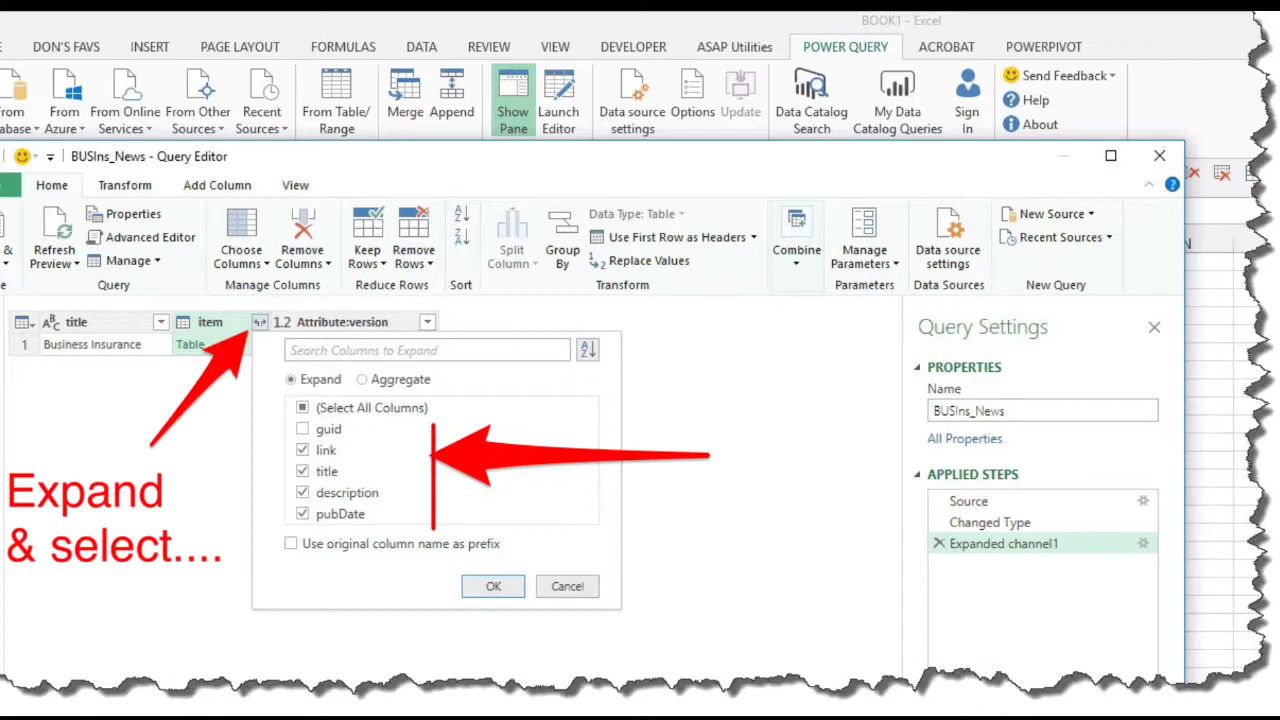 BOOK1 - Excel
DON'S FAVS INSERT PAGE LAYOUT FORMULAS DATA REVIEW VIEW DEVELOPER ASAP Utilities POWER QUERY ACROBAT POWERPIVOT
From From Online From Other Recent From Table/ Merge Append Show Launch Data source Options Update Data Catalog My Data Sign
Azure Services Sources Sources Range Pane Editor settings Search Catalog Queries In
Send Feedback
Help
About
BUSIns_News - Query Editor
Home Transform Add Column View
Refresh Preview
Properties
Advanced Editor
Manage
Query
Choose Columns
Remove Columns
Manage Columns
Keep Rows
Remove Rows
Reduce Rows
Sort
Split Column
Group By
Data Type: Table
Use First Row as Headers
Replace Values
Transform
Combine
Manage Parameters
Parameters
Data source settings
Data Sources
New Source
Recent Sources
New Query
ABC title item 1.2 Attribute:version
1 Business Insurance Table
Search Columns to Expand
Expand Aggregate
(Select All Columns)
guid
link
title
description
pubDate
Use original column name as prefix
OK Cancel
Expand
& select....
Query Settings
PROPERTIES
Name
BUSIns_News
All Properties
APPLIED STEPS
Source
Changed Type
Expanded channel1